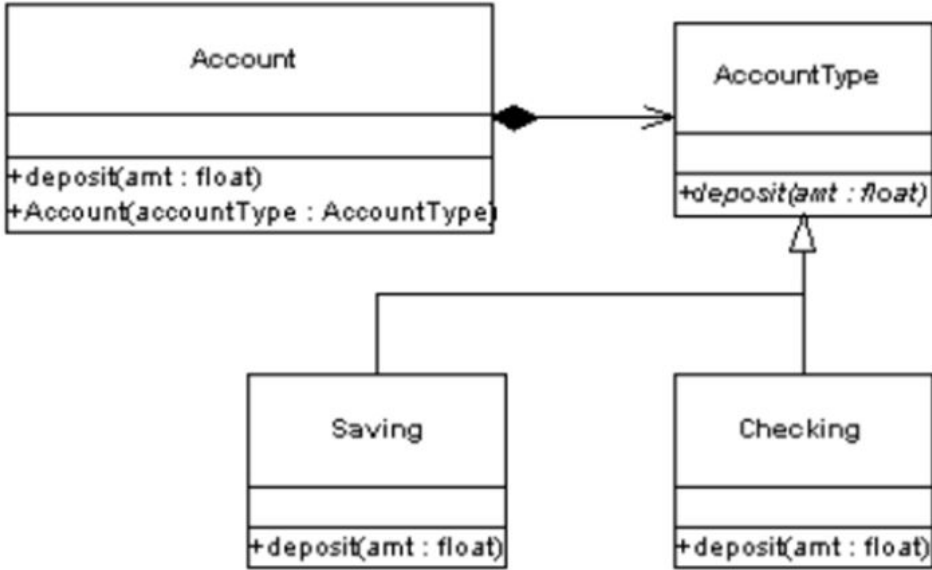 Account
+deposit(amt : float)
+Account(accountType : AccountType)
AccountType
+deposit(amt : float)
Saving
+deposit(amt : float)
Checking
+deposit(amt : float)